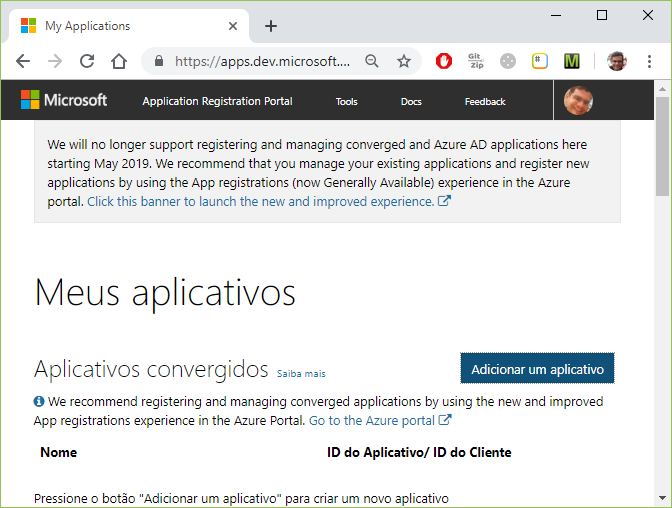 My Applications
https://apps.dev.microsoft....
Git
Zip
M
Microsoft
Application Registration Portal
Tools
Docs
Feedback
We will no longer support registering and managing converged and Azure AD applications here
starting May 2019. We recommend that you manage your existing applications and register new
applications by using the App registrations (now Generally Available) experience in the Azure
portal. Click this banner to launch the new and improved experience.
Meus aplicativos
Aplicativos convergidos Saiba mais
Adicionar um aplicativo
We recommend registering and managing converged applications by using the new and improved
App registrations experience in the Azure Portal. Go to the Azure portal
Nome
ID do Aplicativo/ ID do Cliente
Pressione o botão "Adicionar um aplicativo" para criar um novo aplicativo